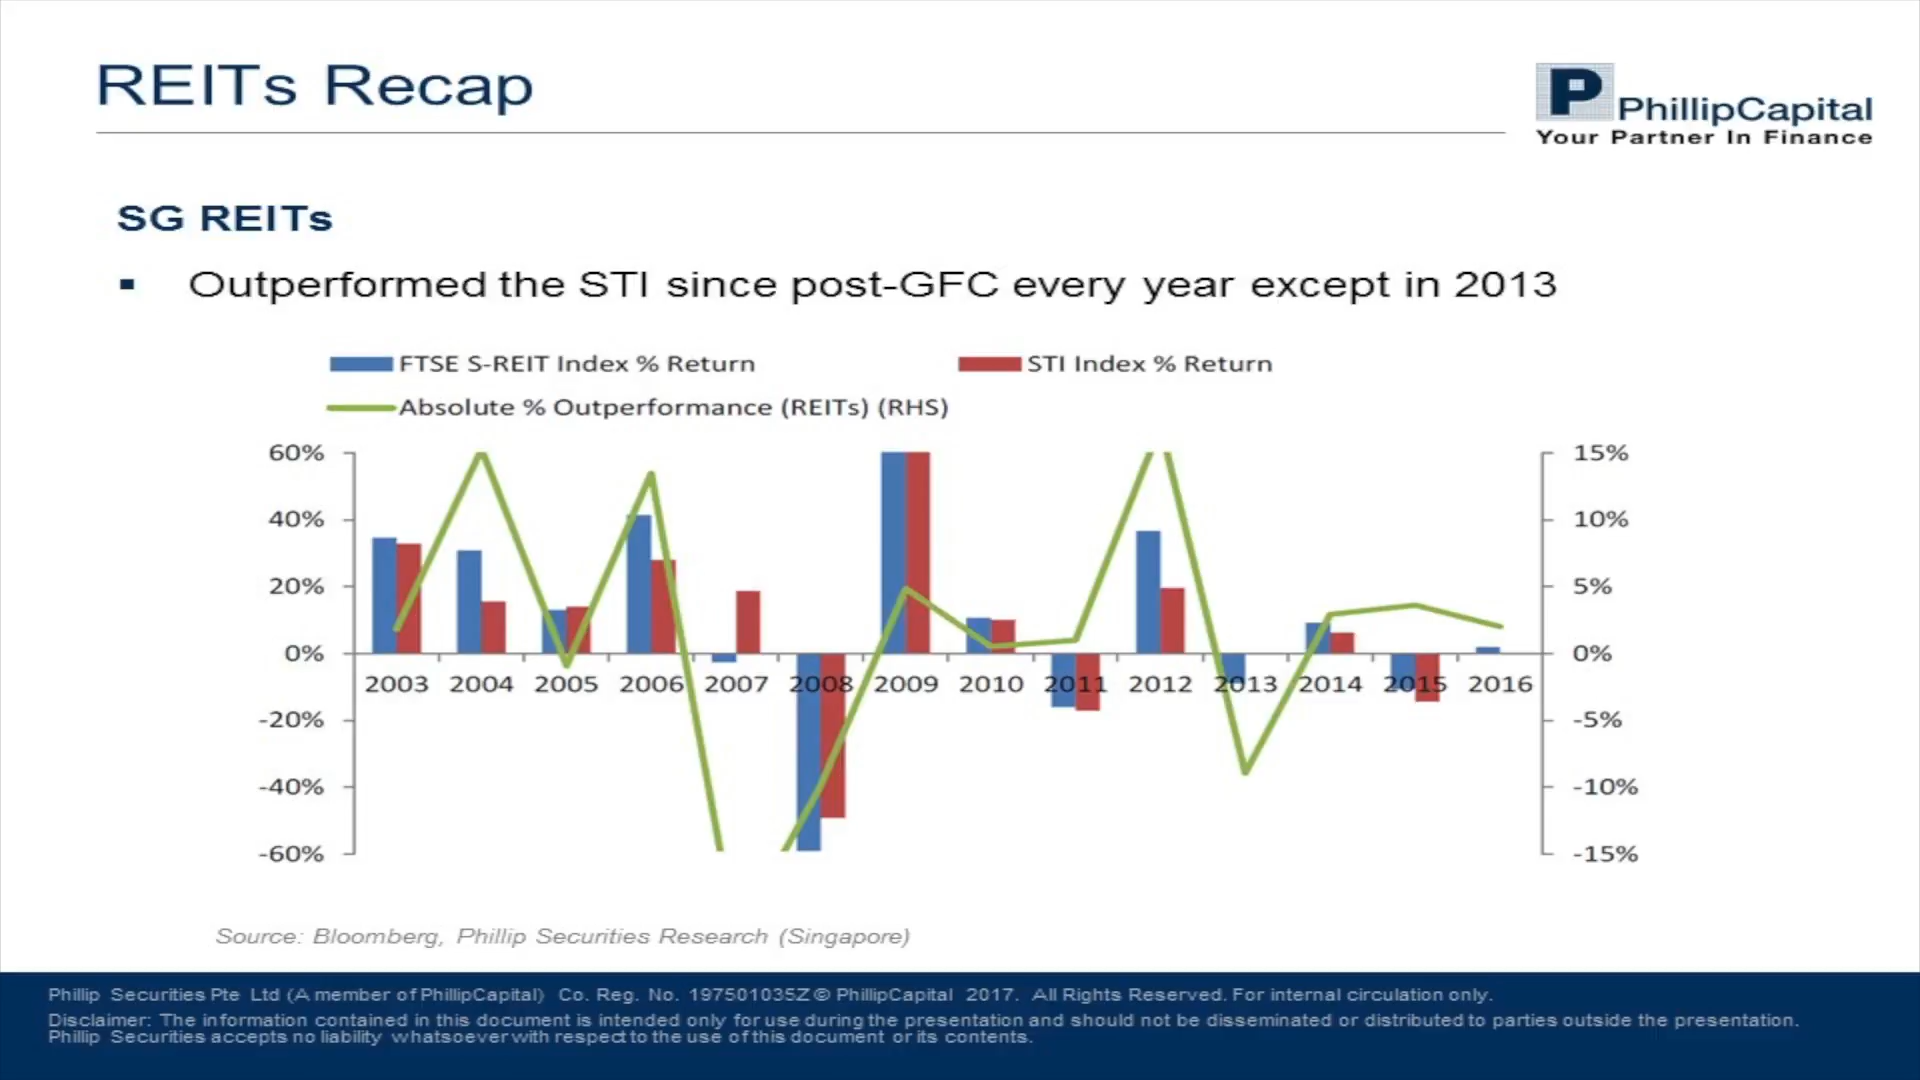 REITs Recap
P PhillipCapital
Your Partner In Finance
SG REITs
▪ Outperformed the STI since post-GFC every year except in 2013
FTSE S-REIT Index % Return STI Index % Return
Absolute % Outperformance (REITs) (RHS)
60% 15%
40% 10%
20% 5%
0% 0%
2003 2004 2005 2006 2007 2008 2009 2010 2011 2012 2013 2014 2015 2016
-20% -5%
-40% -10%
-60% -15%
Source: Bloomberg, Phillip Securities Research (Singapore)
Phillip Securities Pte Ltd (A member of PhillipCapital) Co. Reg. No. 197501035Z © PhillipCapital 2017. All Rights Reserved. For internal circulation only.
Disclaimer: The information contained in this document is intended only for use during the presentation and should not be disseminated or distributed to parties outside the presentation.
Phillip Securities accepts no liability whatsoever with respect to the use of this document or its contents.